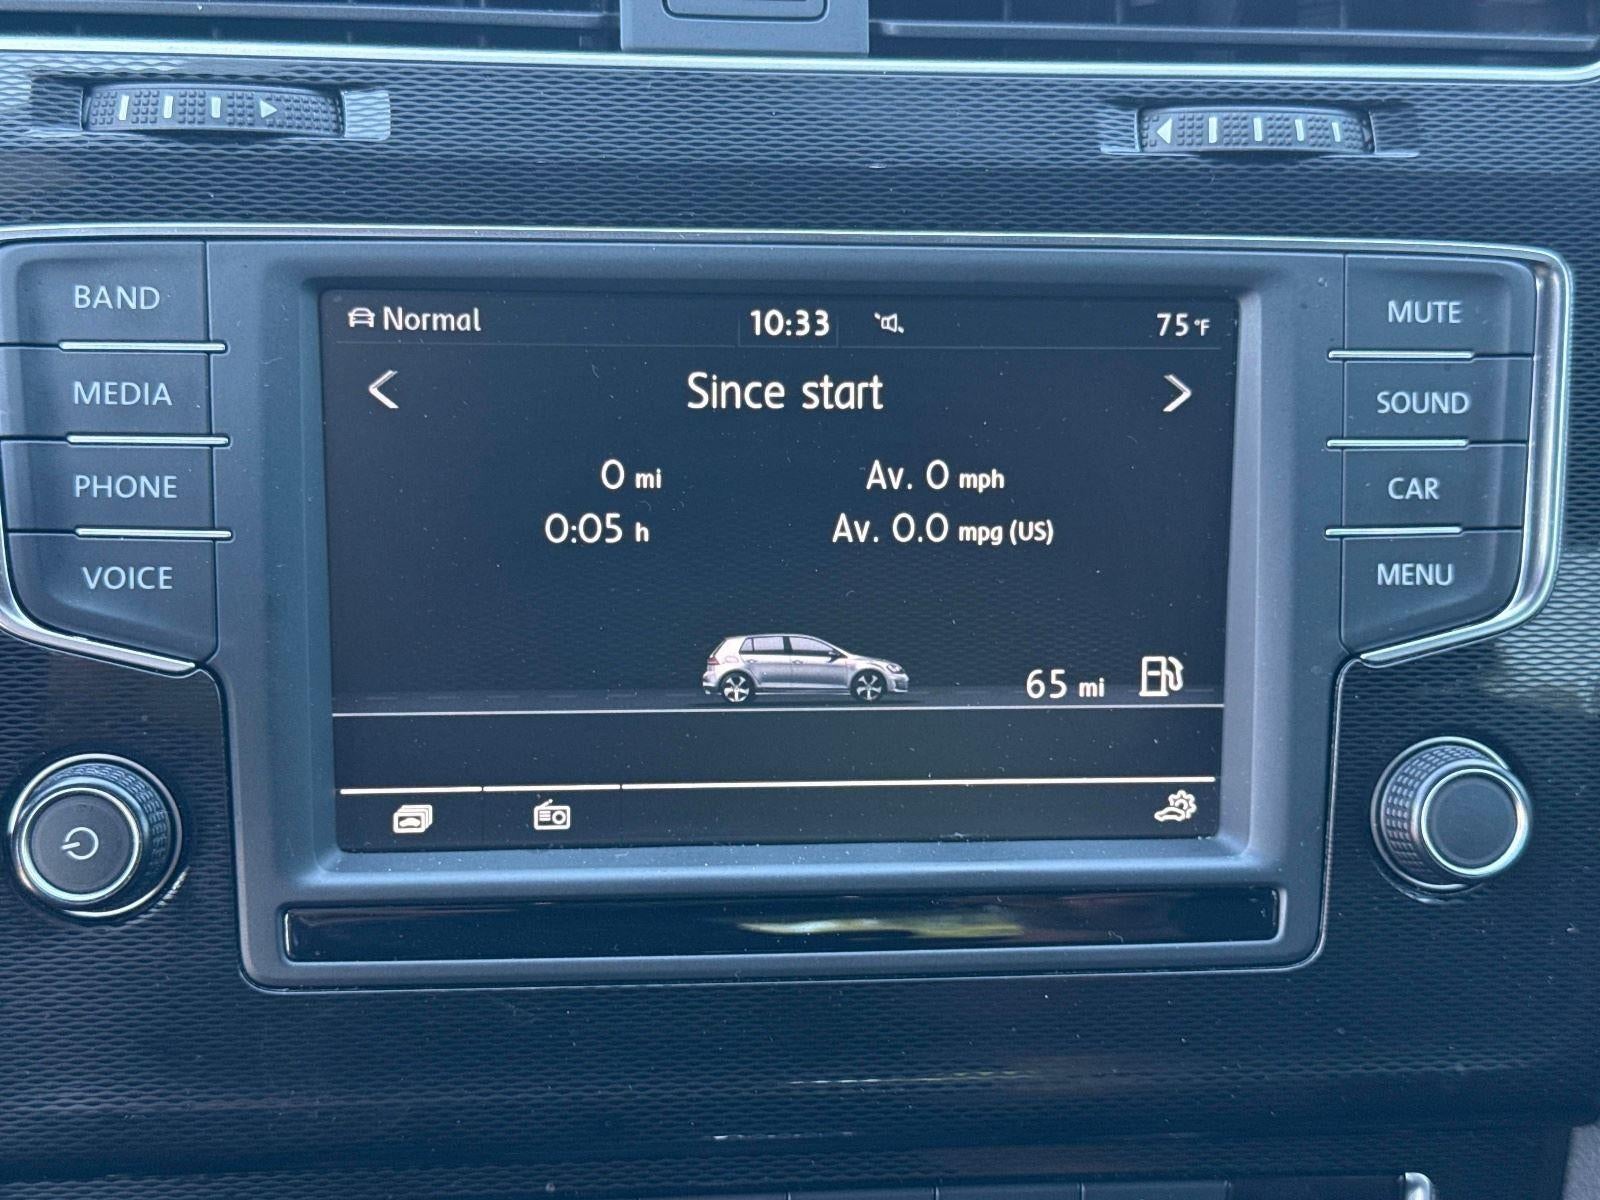 BAND
MEDIA
PHONE
VOICE
Normal 10:33 75°F
Since start
0 mi Av. 0 mph
0:05 h Av. 0.0 mpg (US)
65 mi
MUTE
SOUND
CAR
MENU